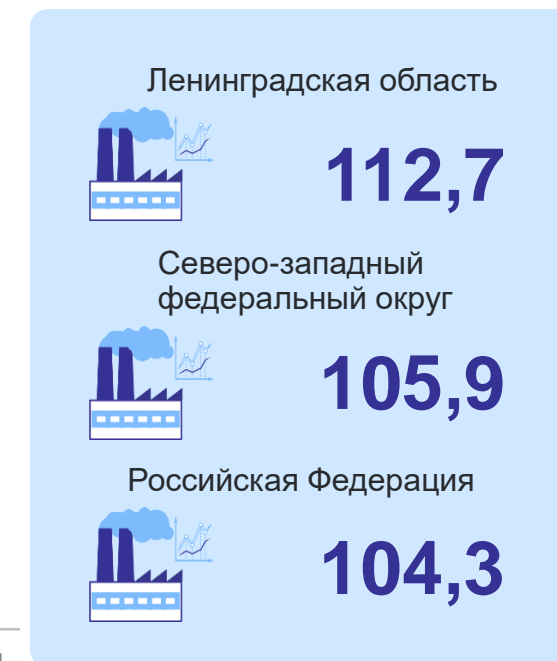 Ленинградская область
112,7
Северо-западный
федеральный округ
105,9
Российская Федерация
104,3